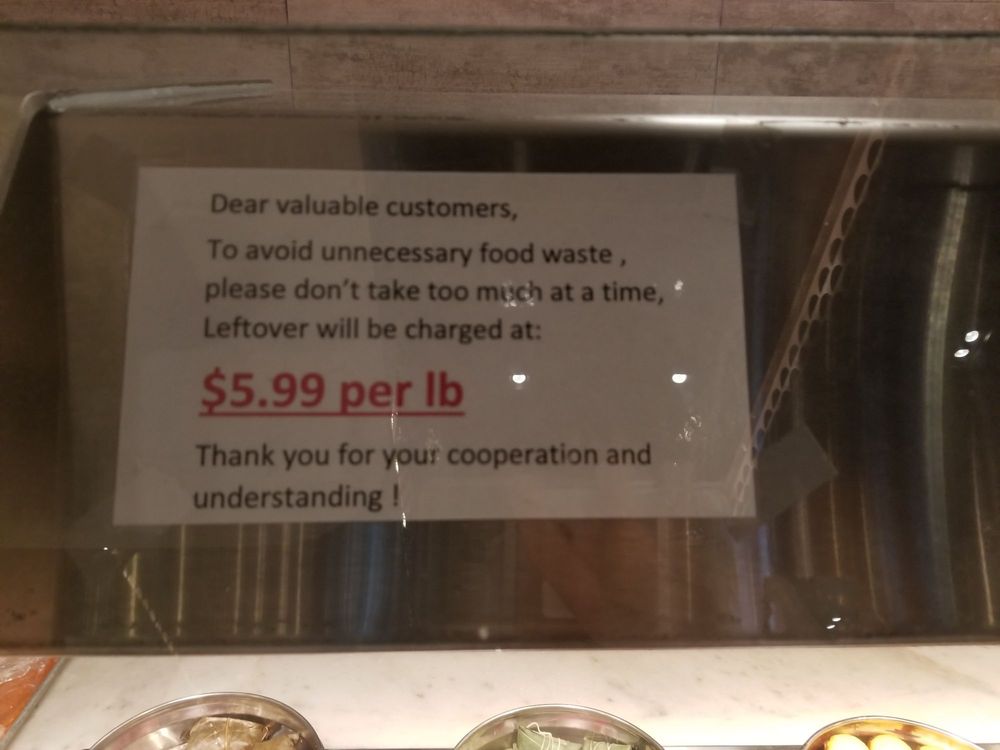 Dear valuable customers,
To avoid unnecessary food waste ,
please don't take too much at a time,
Leftover will be charged at:
$5.99 per lb
Thank you for your cooperation and
understanding !